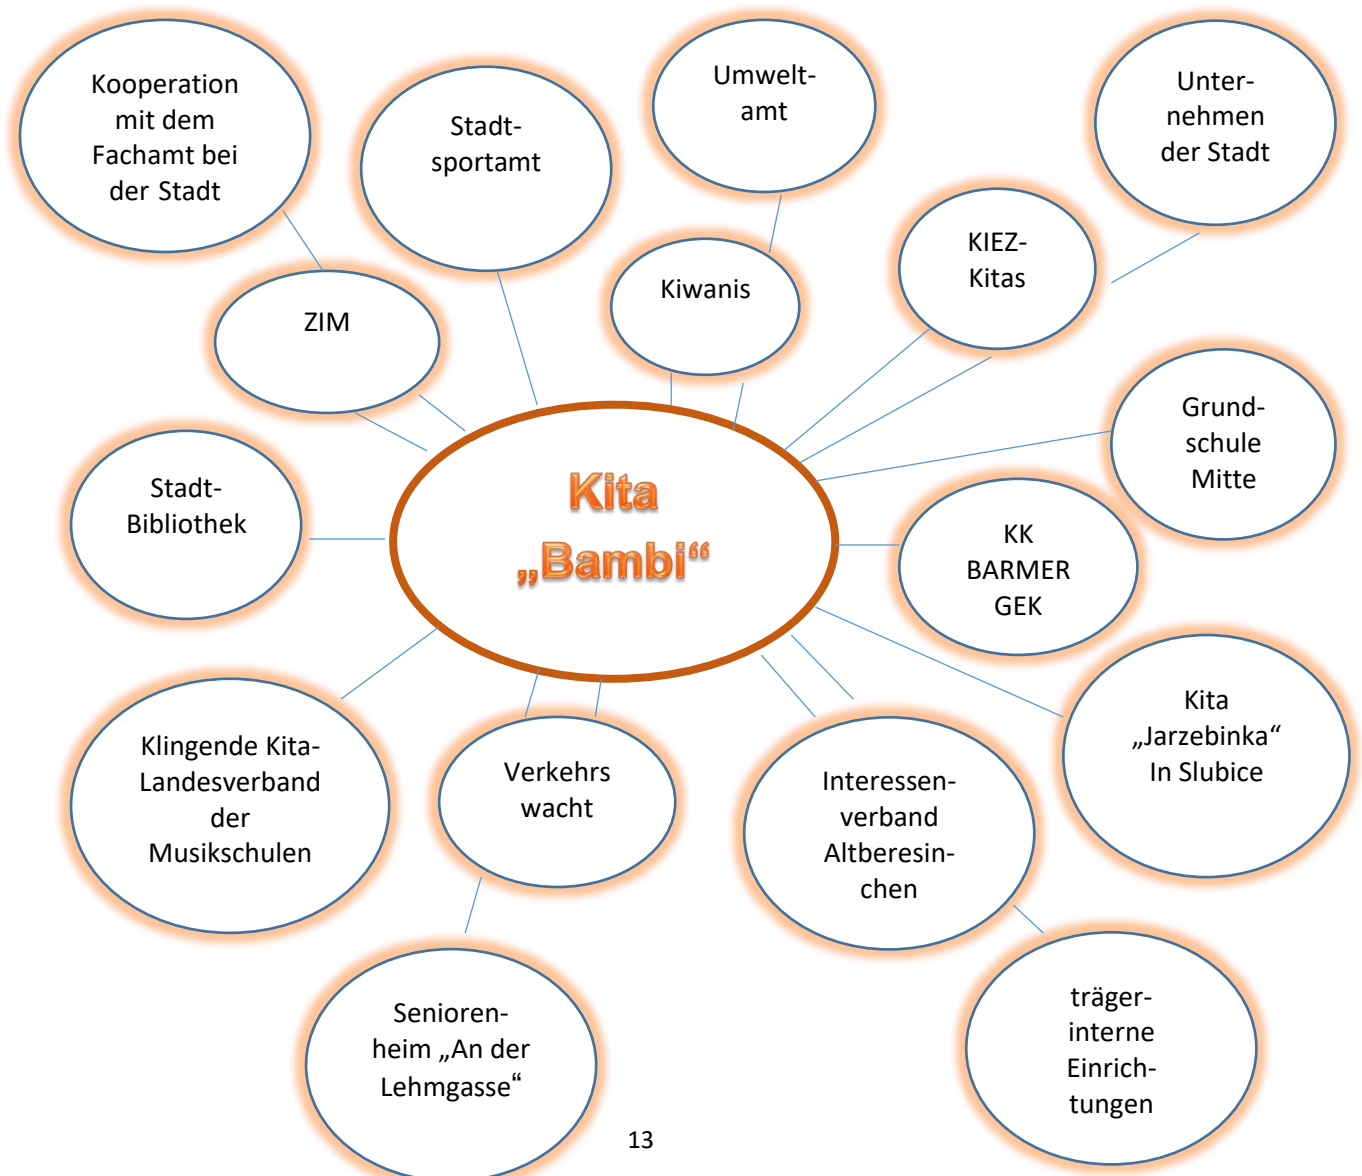 Kooperation
mit dem
Fachamt bei
der Stadt
Stadt-
sportamt
Umwelt-
amt
Unter-
nehmen
der Stadt
ZIM
Kiwanis
KIEZ-
Kitas
Grund-
schule
Mitte
Stadt-
Bibliothek
Kita
„Bambi“
KK
BARMER
GEK
Klingende Kita-
Landesverband
der
Musikschulen
Verkehrs
wacht
Interessen-
verband
Altberesin-
chen
Kita
„Jarzebinka“
In Slubice
Senioren-
heim „An der
Lehmgasse“
träger-
interne
Einrich-
tungen
13